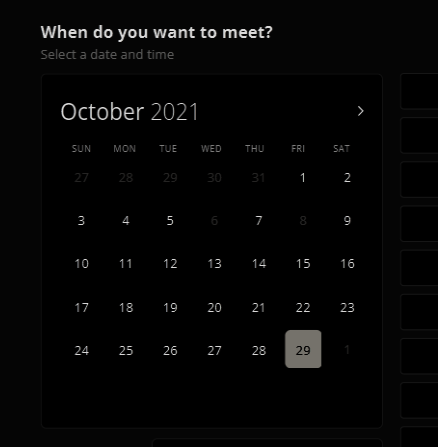 When do you want to meet?
Select a date and time
October 2021
SUN MON TUE WED THU FRI SAT
27 28 29 30 31 1 2
3 4 5 6 7 8 9
10 11 12 13 14 15 16
17 18 19 20 21 22 23
24 25 26 27 28 29 1